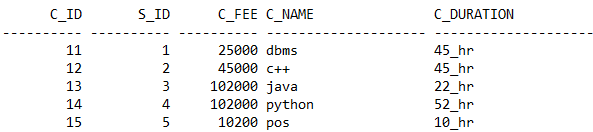 C_ID S_ID C_FEE C_NAME C_DURATION
---------- ---------- ---------- -------------------- --------------------
11 1 25000 dbms 45_hr
12 2 45000 c++ 45_hr
13 3 102000 java 22_hr
14 4 102000 python 52_hr
15 5 10200 pos 10_hr